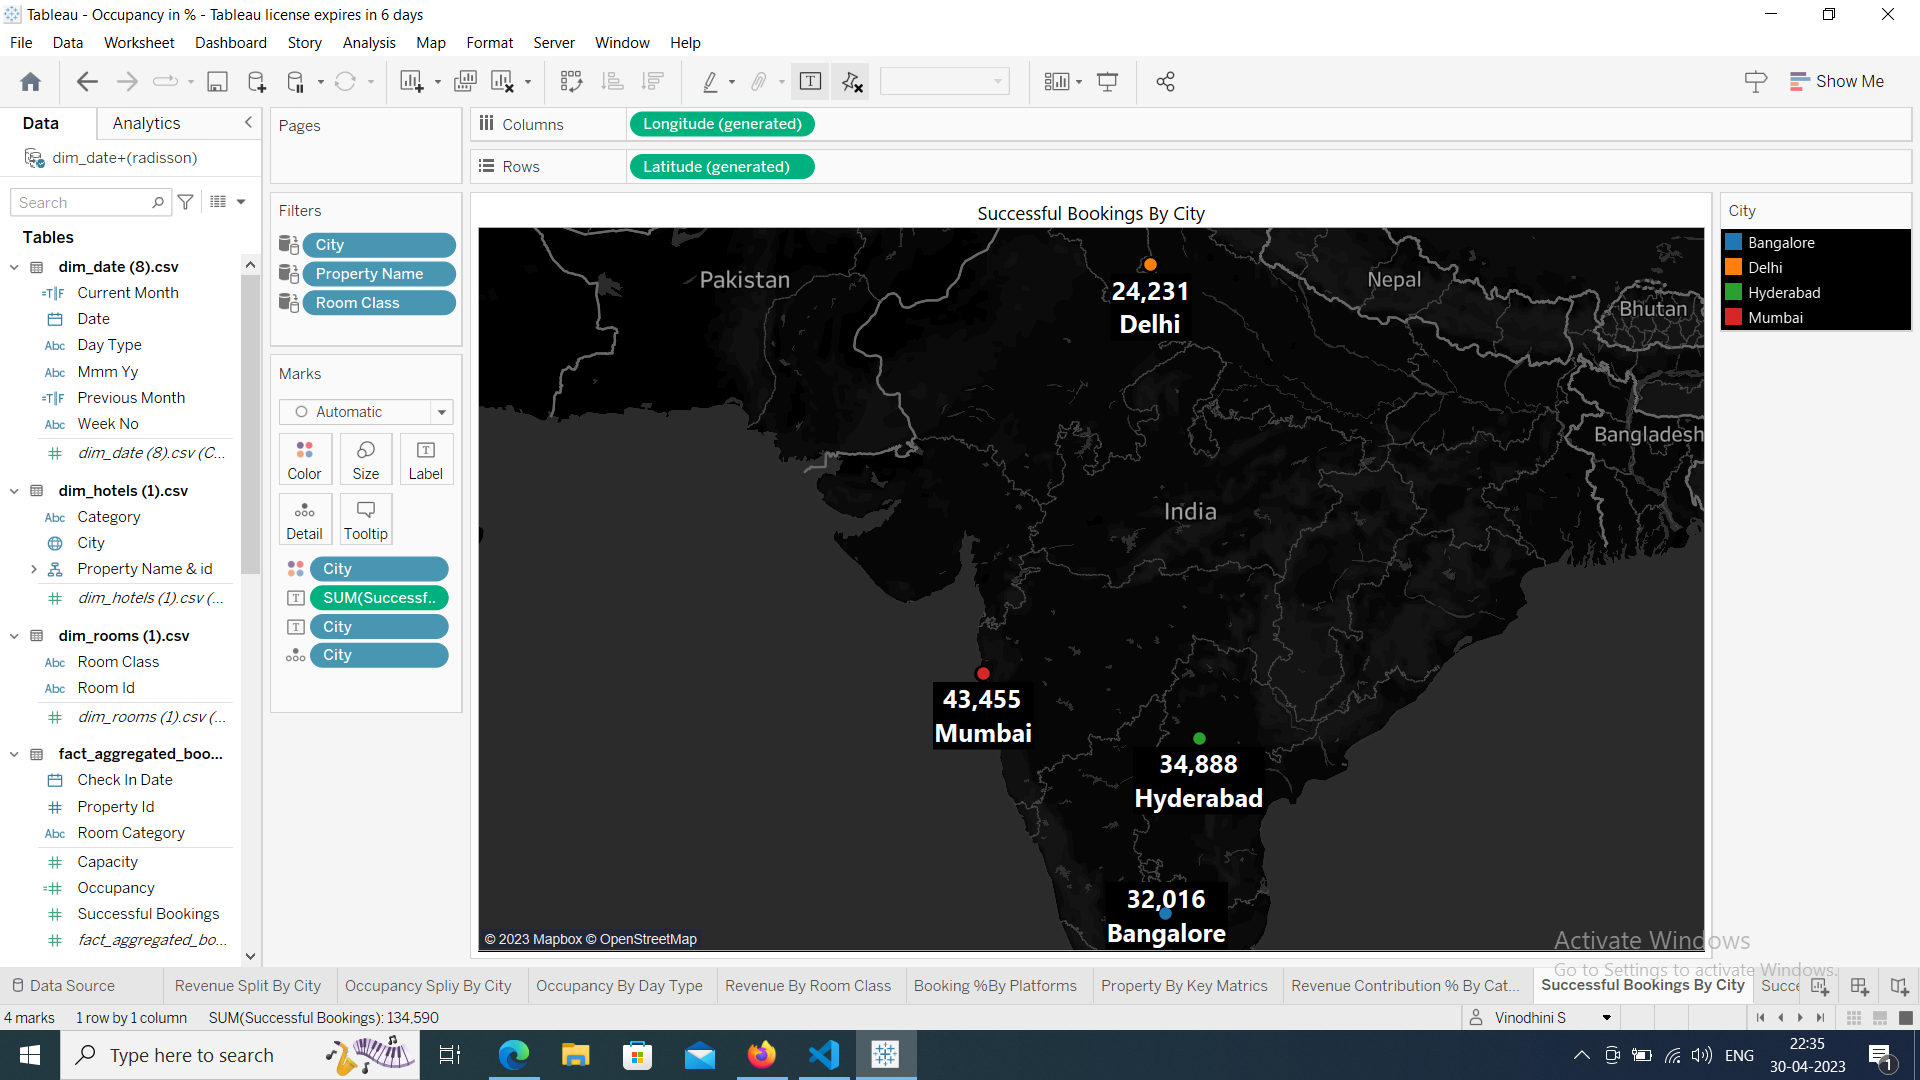 Tableau - Occupancy in % - Tableau license expires in 6 days
File Data Worksheet Dashboard Story Analysis Map Format Server Window Help
Show Me
Data Analytics
dim_date+(radisson)
Search
Tables
dim_date (8).csv
Current Month
Date
Abc Day Type
Abc Mmm Yy
Previous Month
Abc Week No
dim_date (8).csv (C...
dim_hotels (1).csv
Abc Category
City
Property Name & id
dim_hotels (1).csv (...
dim_rooms (1).csv
Abc Room Class
Abc Room Id
dim_rooms (1).csv (...
fact_aggregated_boo...
Check In Date
Property Id
Abc Room Category
Capacity
Occupancy
Successful Bookings
fact_aggregated_bo...
Pages
Filters
City
Property Name
Room Class
Marks
Automatic
Color Size Label
Detail Tooltip
City
SUM(Successf..
City
City
Columns Longitude (generated)
Rows Latitude (generated)
Successful Bookings By City
Pakistan
Nepal
Bhutan
Bangladesh
India
24,231
Delhi
43,455
Mumbai
34,888
Hyderabad
32,016
Bangalore
© 2023 Mapbox © OpenStreetMap
City
Bangalore
Delhi
Hyderabad
Mumbai
Activate Windows
Go to Settings to activate Windows.
Data Source Revenue Split By City Occupancy Spliy By City Occupancy By Day Type Revenue By Room Class Booking %By Platforms Property By Key Matrics Revenue Contribution % By Cat... Successful Bookings By City Succe
4 marks 1 row by 1 column SUM(Successful Bookings): 134,590
Vinodhini S
Type here to search
ENG
22:35
30-04-2023
1